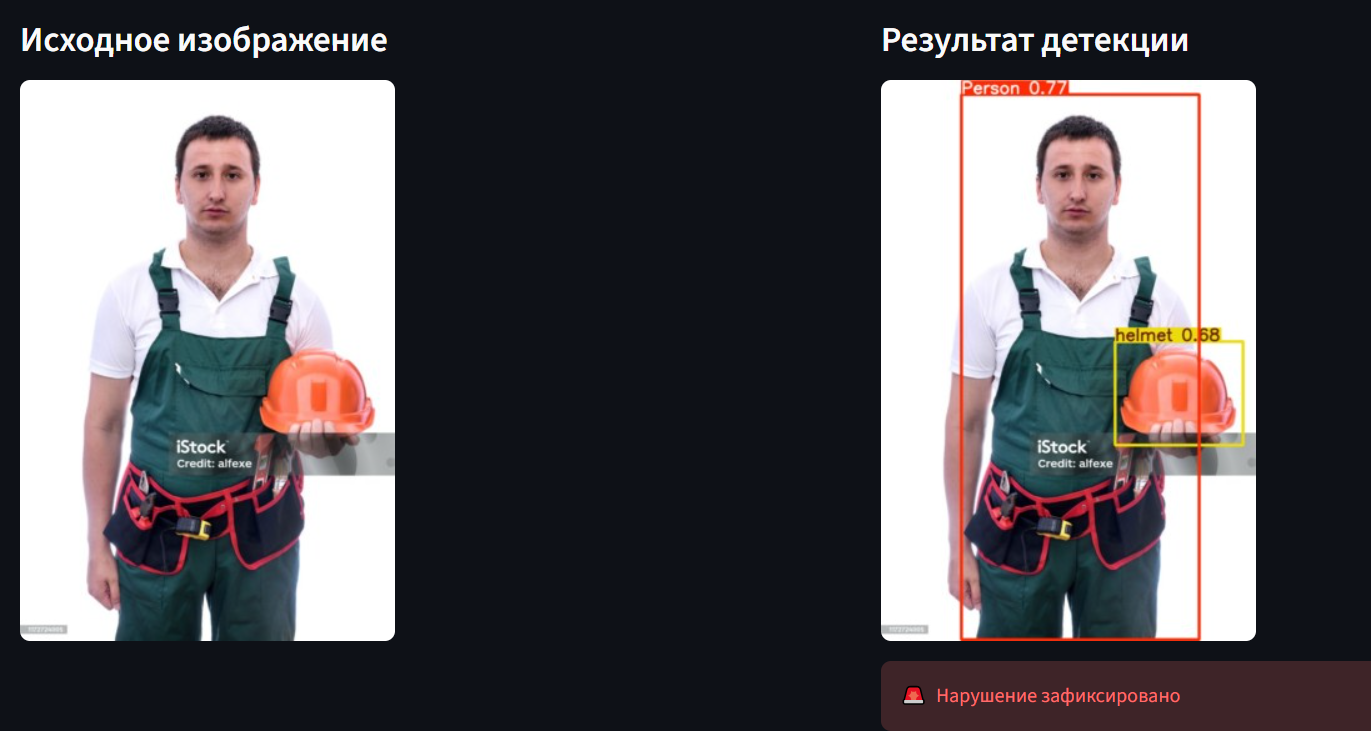 Исходное изображение
Результат детекции
iStock
Credit: alfexe
Person 0.77
helmet 0.68
iStock
Credit: alfexe
Нарушение зафиксировано